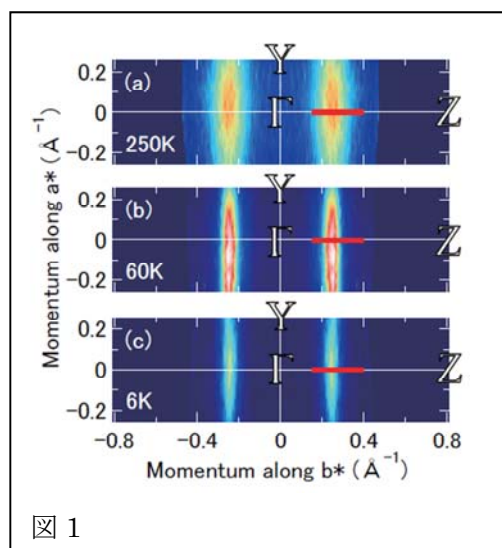 Y
0.2
(a)
0
Γ
Z
-0.2
250K
Y
0.2
(b)
0
Γ
Z
-0.2
60K
Y
0.2
(c)
0
Γ
Z
-0.2
6K
Momentum along a* (Å⁻¹)
-0.8 -0.4 0 0.4 0.8
Momentum along b* (Å⁻¹)
図 1